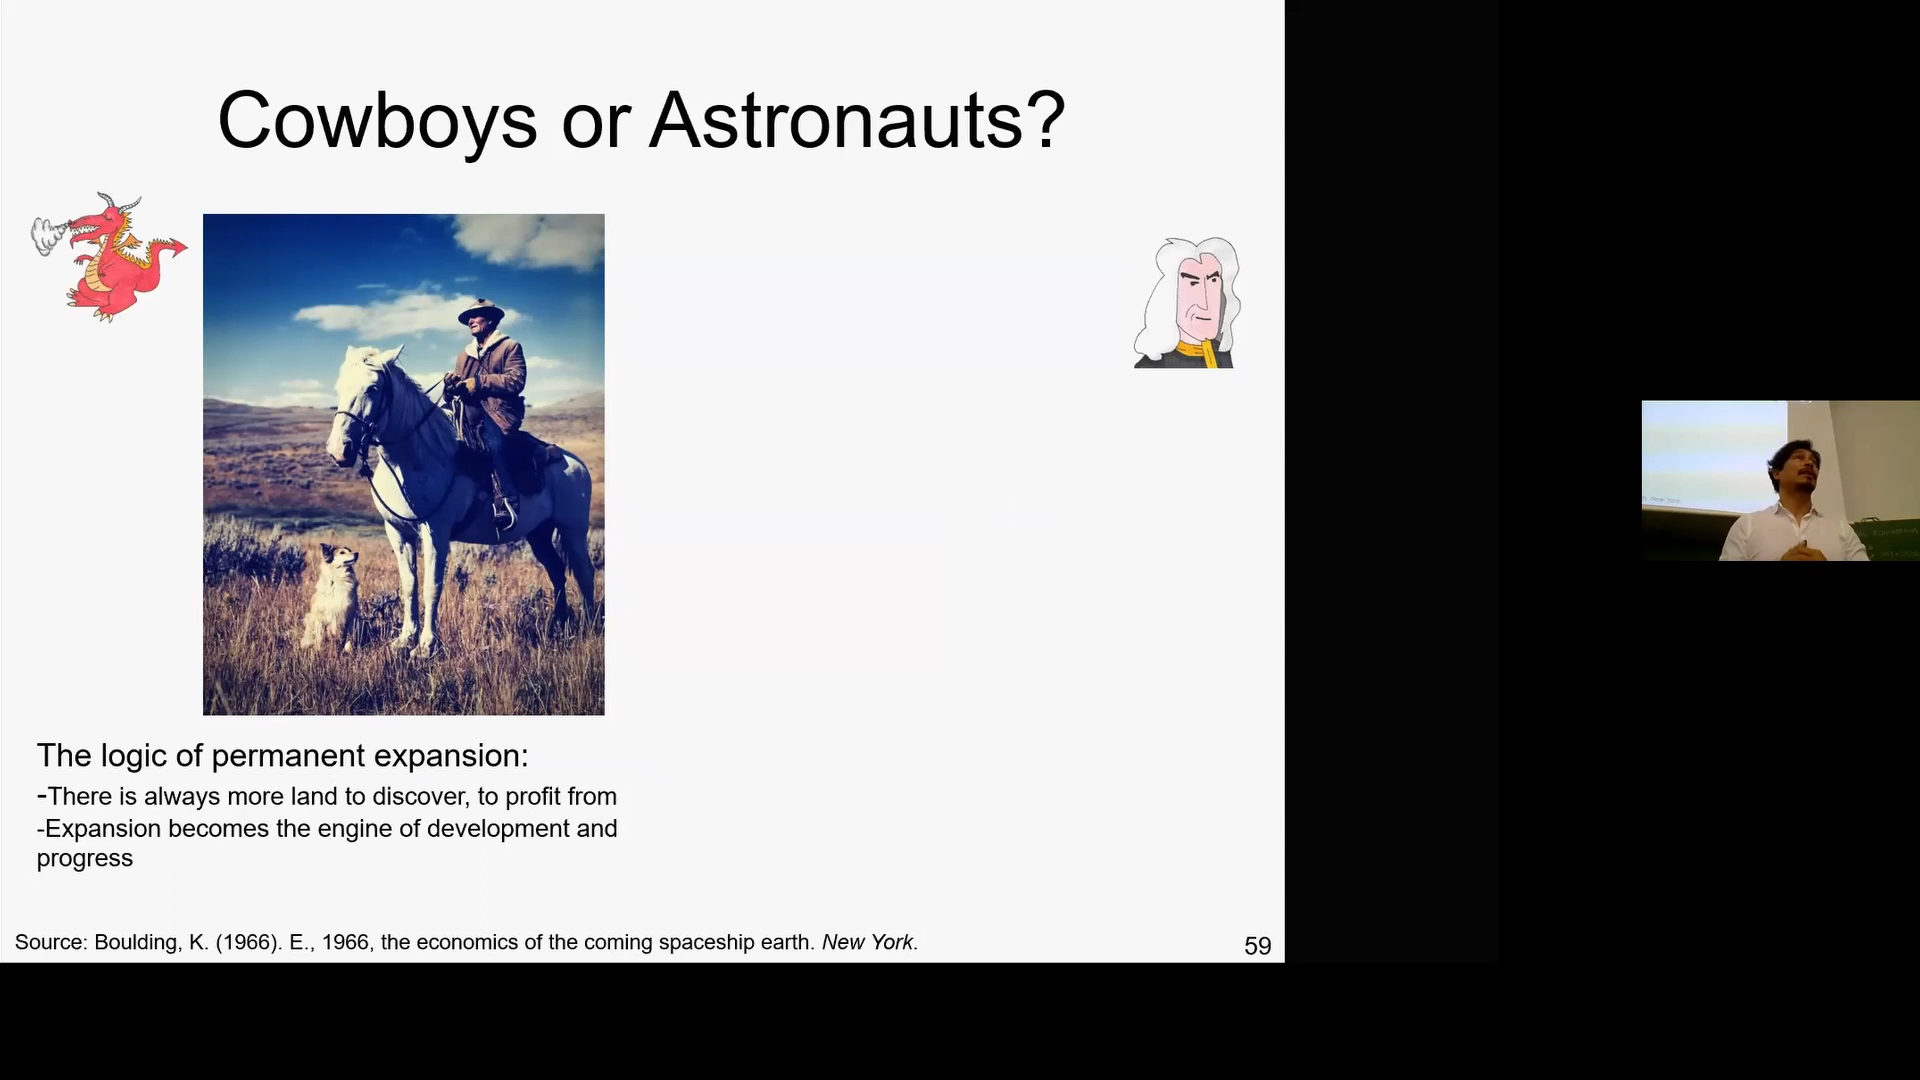 Cowboys or Astronauts?
The logic of permanent expansion:
-There is always more land to discover, to profit from
-Expansion becomes the engine of development and
progress
Source: Boulding, K. (1966). E., 1966, the economics of the coming spaceship earth. New York.
59
New York